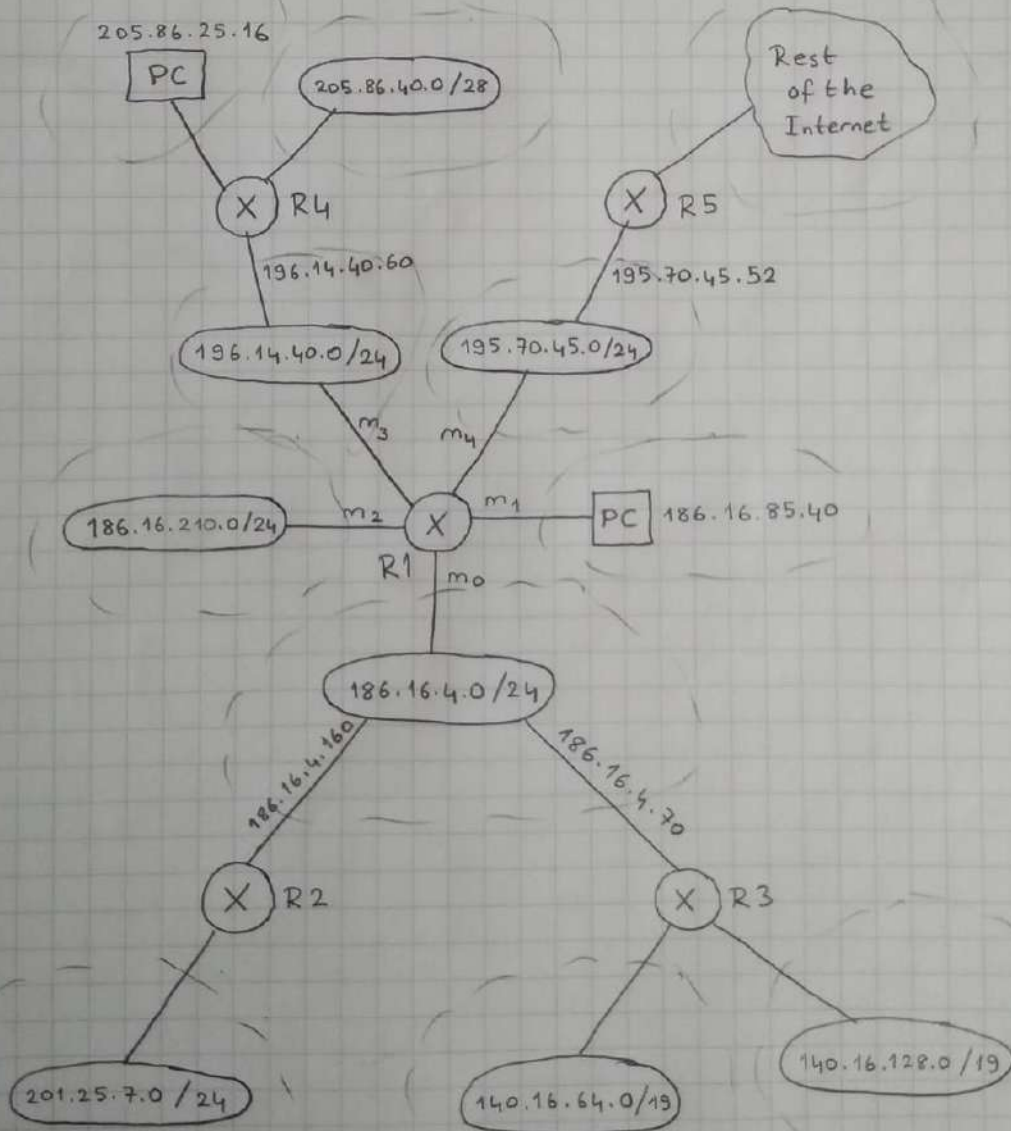 205.86.25.16
PC
205.86.40.0/28
Rest
of the
Internet
X R4
X R5
196.14.40.60
195.70.45.52
196.14.40.0/24
195.70.45.0/24
m3
m4
186.16.210.0/24
m2
X
m1
PC
186.16.85.40
R1
m0
186.16.4.0/24
186.16.4.160
186.16.4.70
X R2
X R3
201.25.7.0/24
140.16.64.0/19
140.16.128.0/19